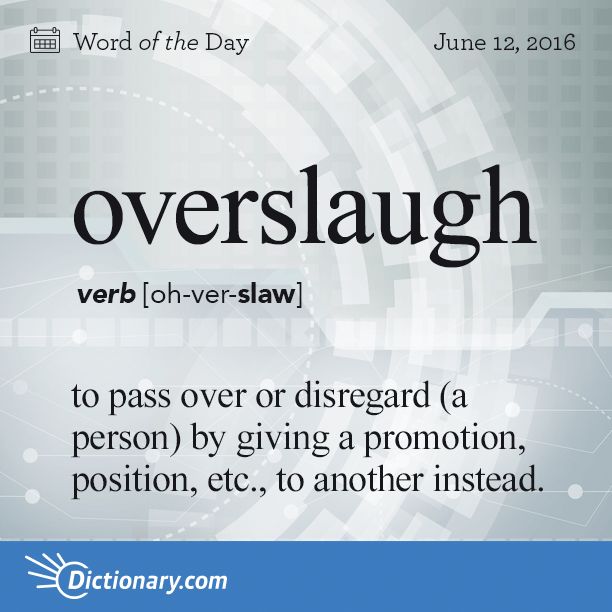 Word of the Day
June 12, 2016
overslaugh
verb [oh-ver-slaw]
to pass over or disregard (a
person) by giving a promotion,
position, etc., to another instead.
Dictionary.com